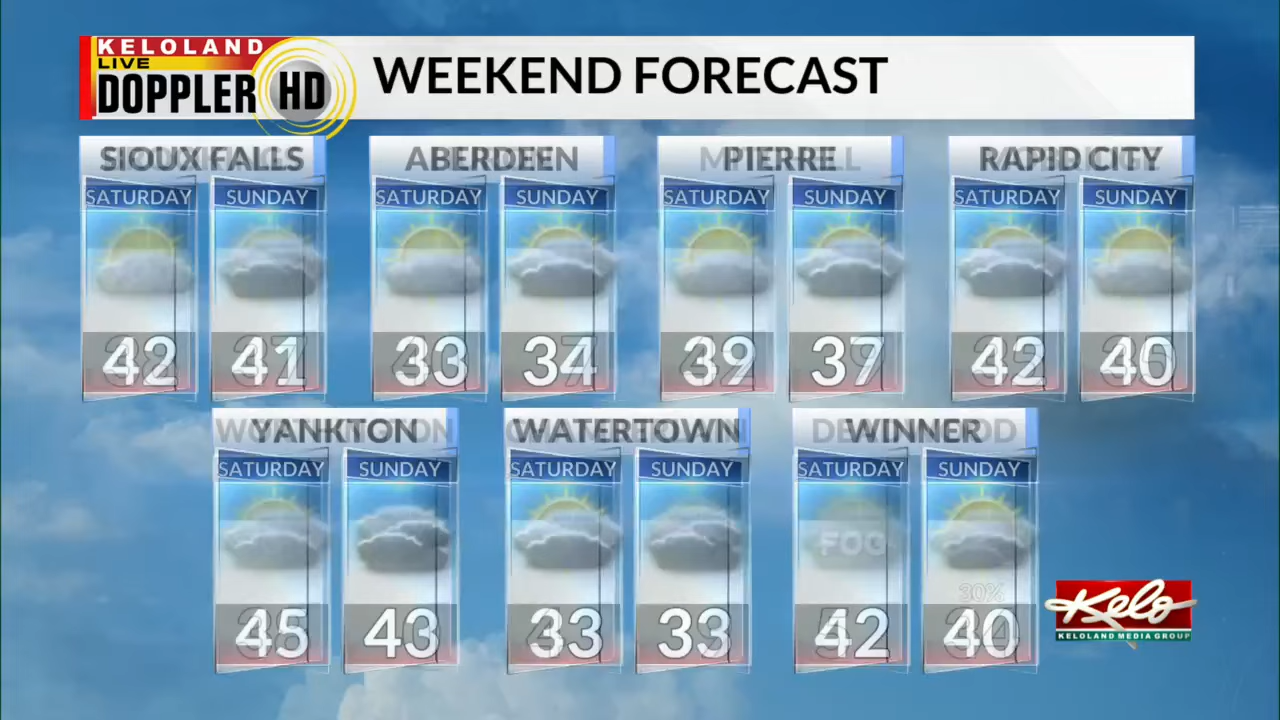 KELOLAND
LIVE
DOPPLER HD
WEEKEND FORECAST
SIOUX FALLS ABERDEEN PIERRE RAPID CITY
SATURDAY SUNDAY SATURDAY SUNDAY SATURDAY SUNDAY SATURDAY SUNDAY
42 41 33 34 39 37 42 40
YANKTON WATERTOWN WINNER
SATURDAY SUNDAY SATURDAY SUNDAY SATURDAY SUNDAY
FOG
30%
45 43 33 33 42 40
Kelo
KELOLAND MEDIA GROUP